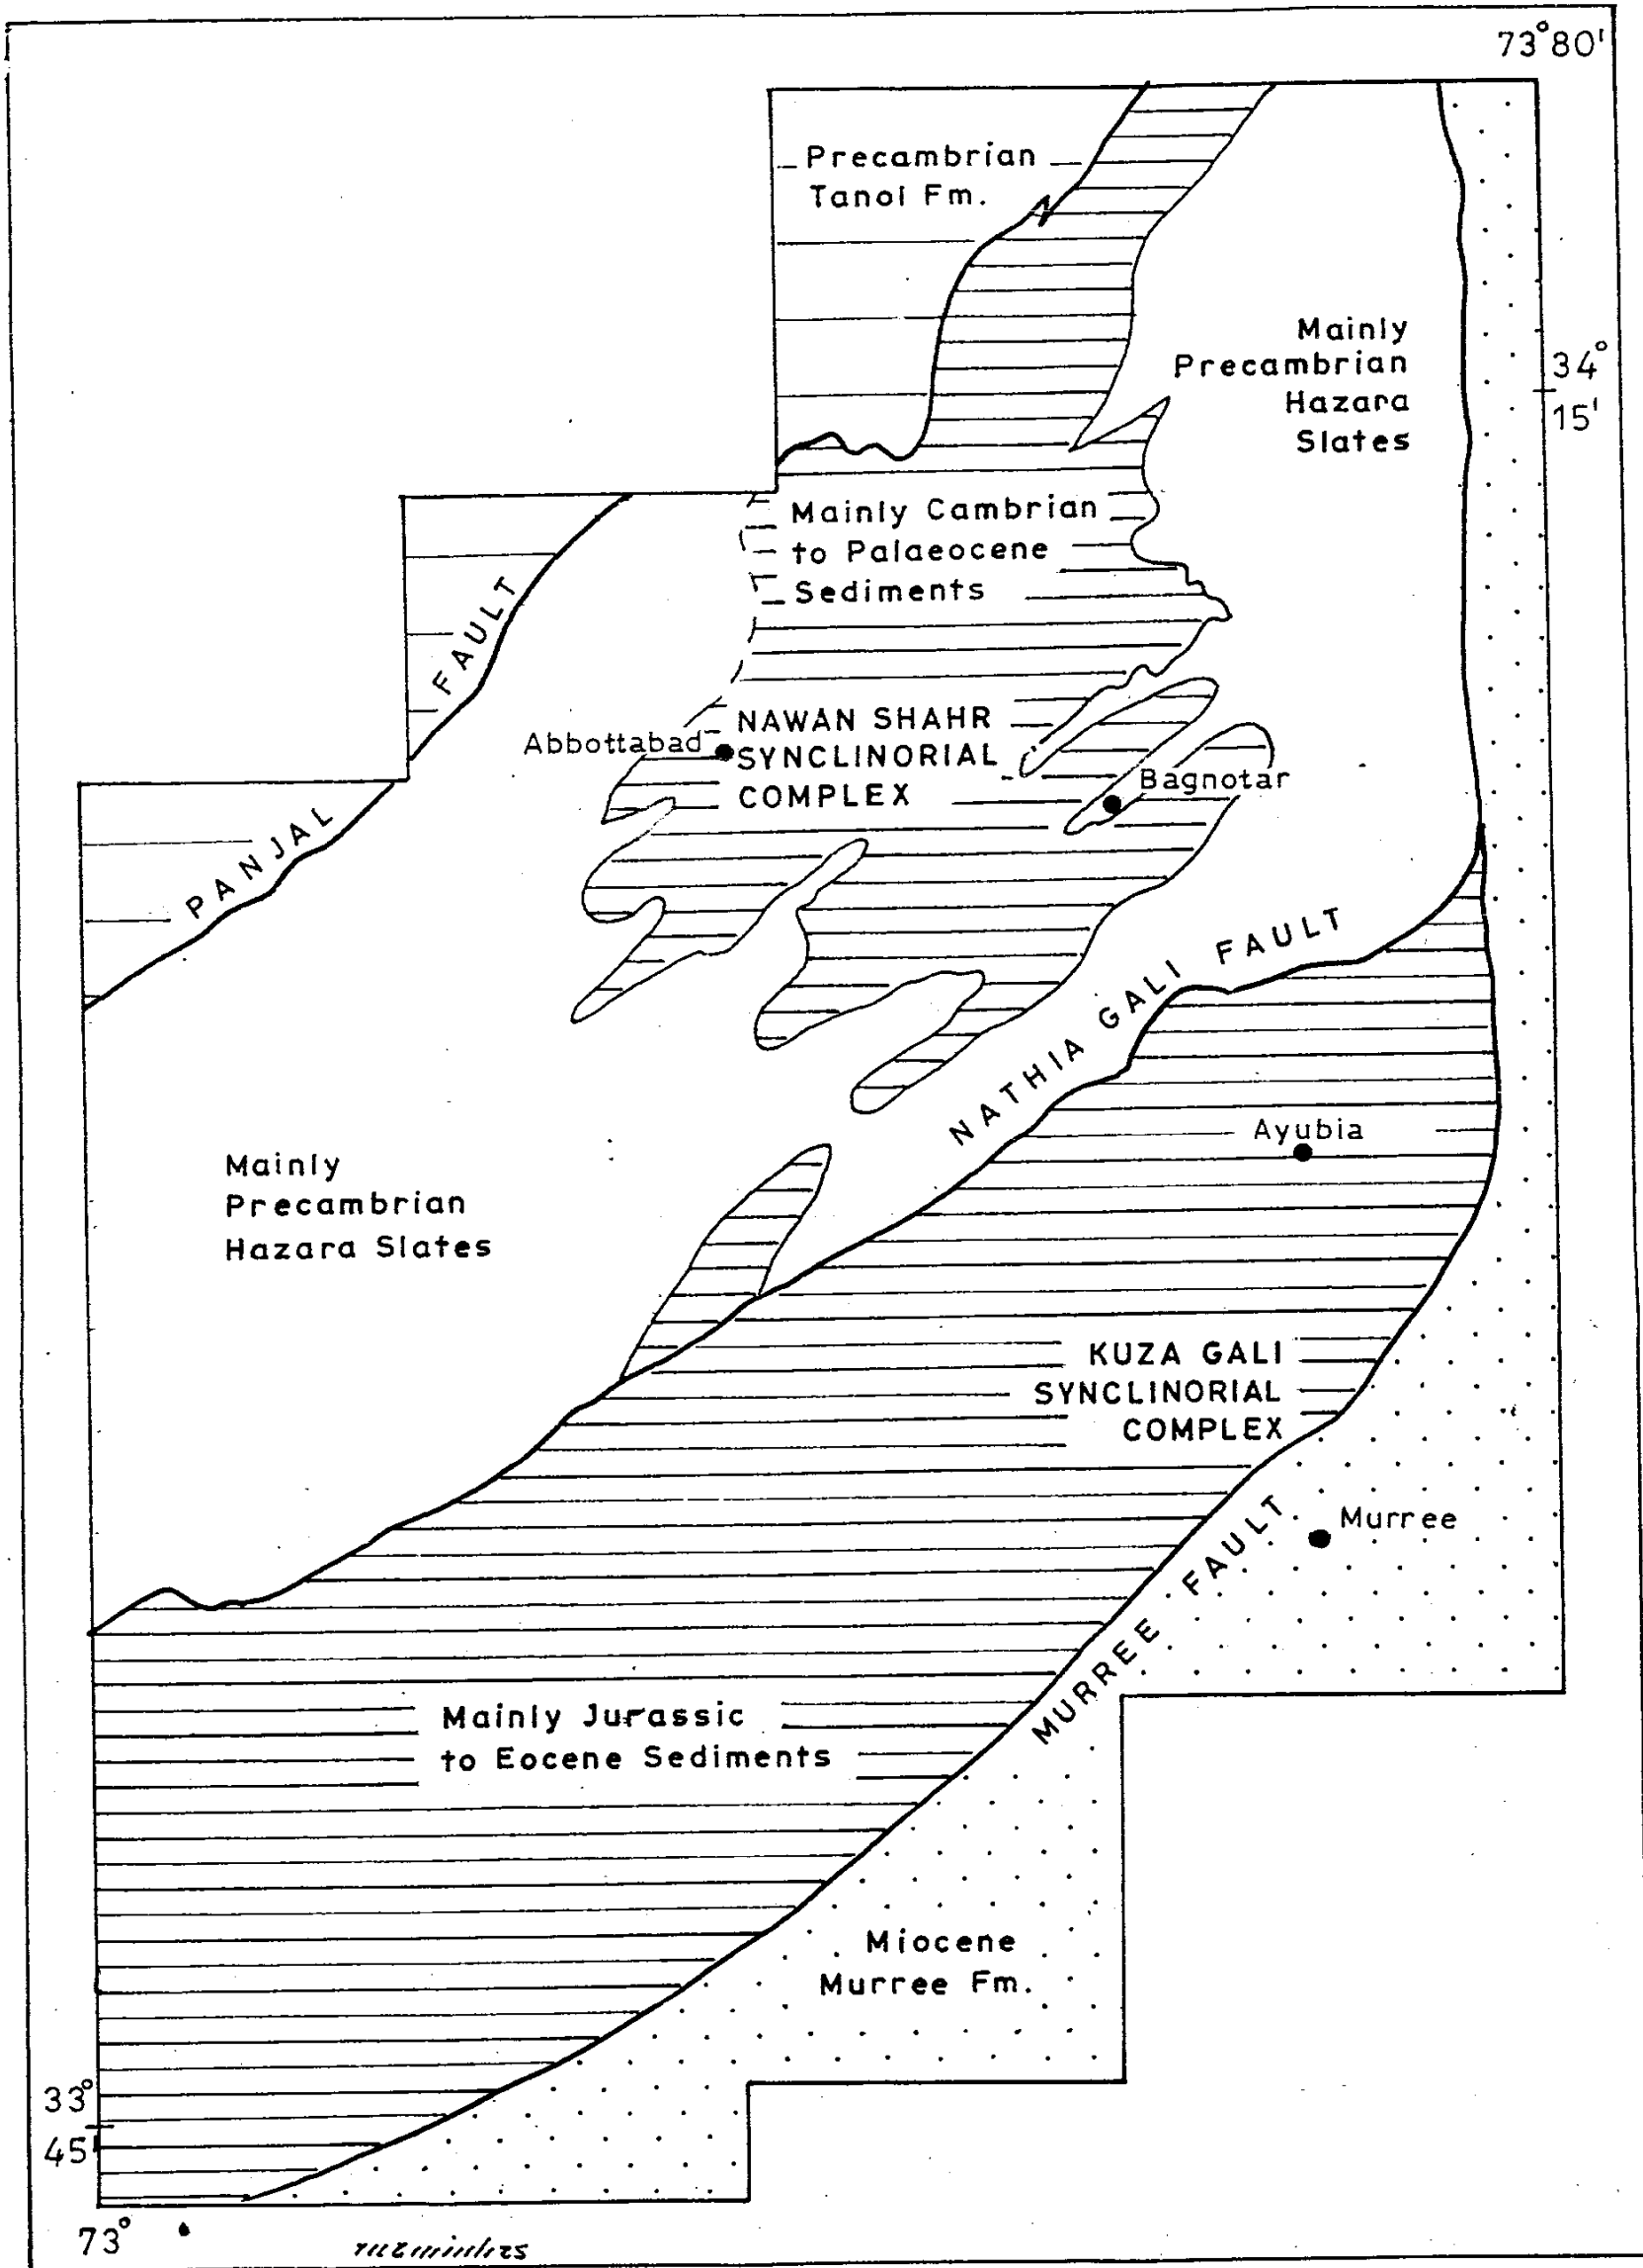 73°80'
Precambrian
Tanol Fm.
Mainly
Precambrian
Hazara
Slates
34°
15'
Mainly Cambrian
to Palaeocene
Sediments
FAULT
NAWAN SHAHR
SYNCLINORIAL
COMPLEX
Abbottabad
Bagnotar
PANJAL
NATHIA GALI FAULT
Ayubia
Mainly
Precambrian
Hazara Slates
KUZA GALI
SYNCLINORIAL
COMPLEX
Murree
MURREE FAULT
Mainly Jurassic
to Eocene Sediments
Miocene
Murree Fm.
33°
45'
73°